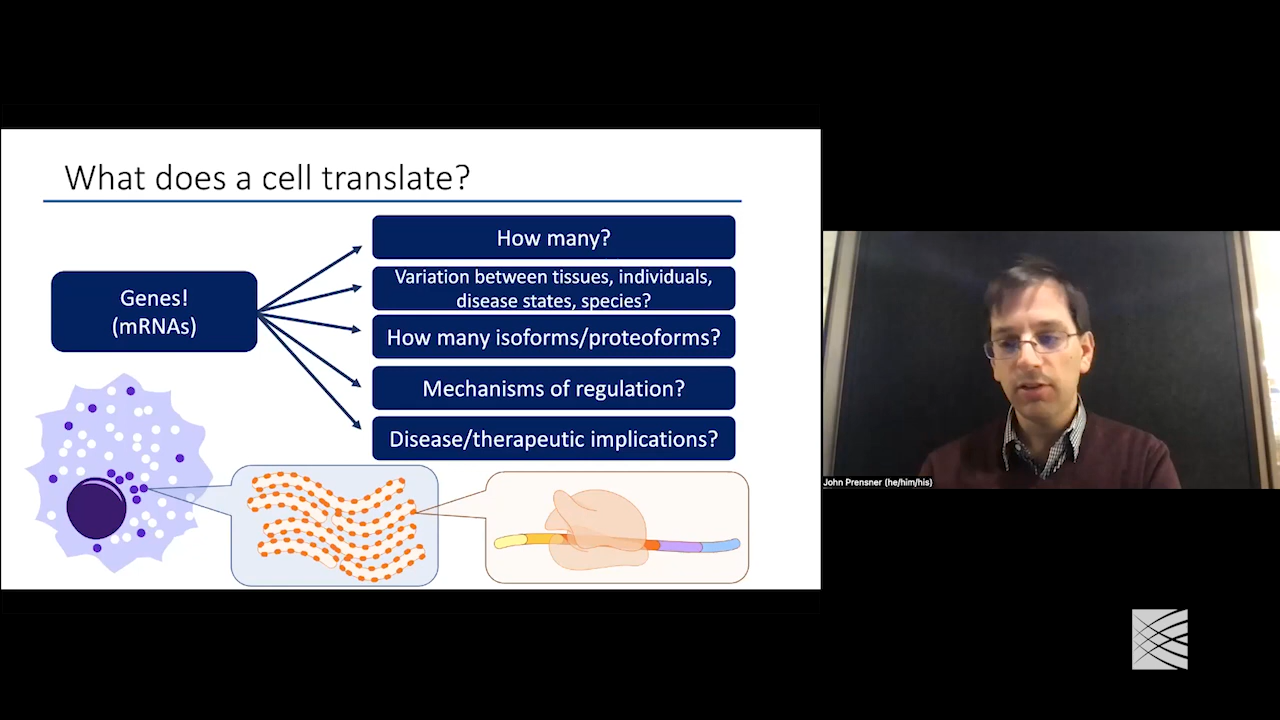 What does a cell translate?
Genes!
(mRNAs)
How many?
Variation between tissues, individuals,
disease states, species?
How many isoforms/proteoforms?
Mechanisms of regulation?
Disease/therapeutic implications?
John Prensner (he/him/his)